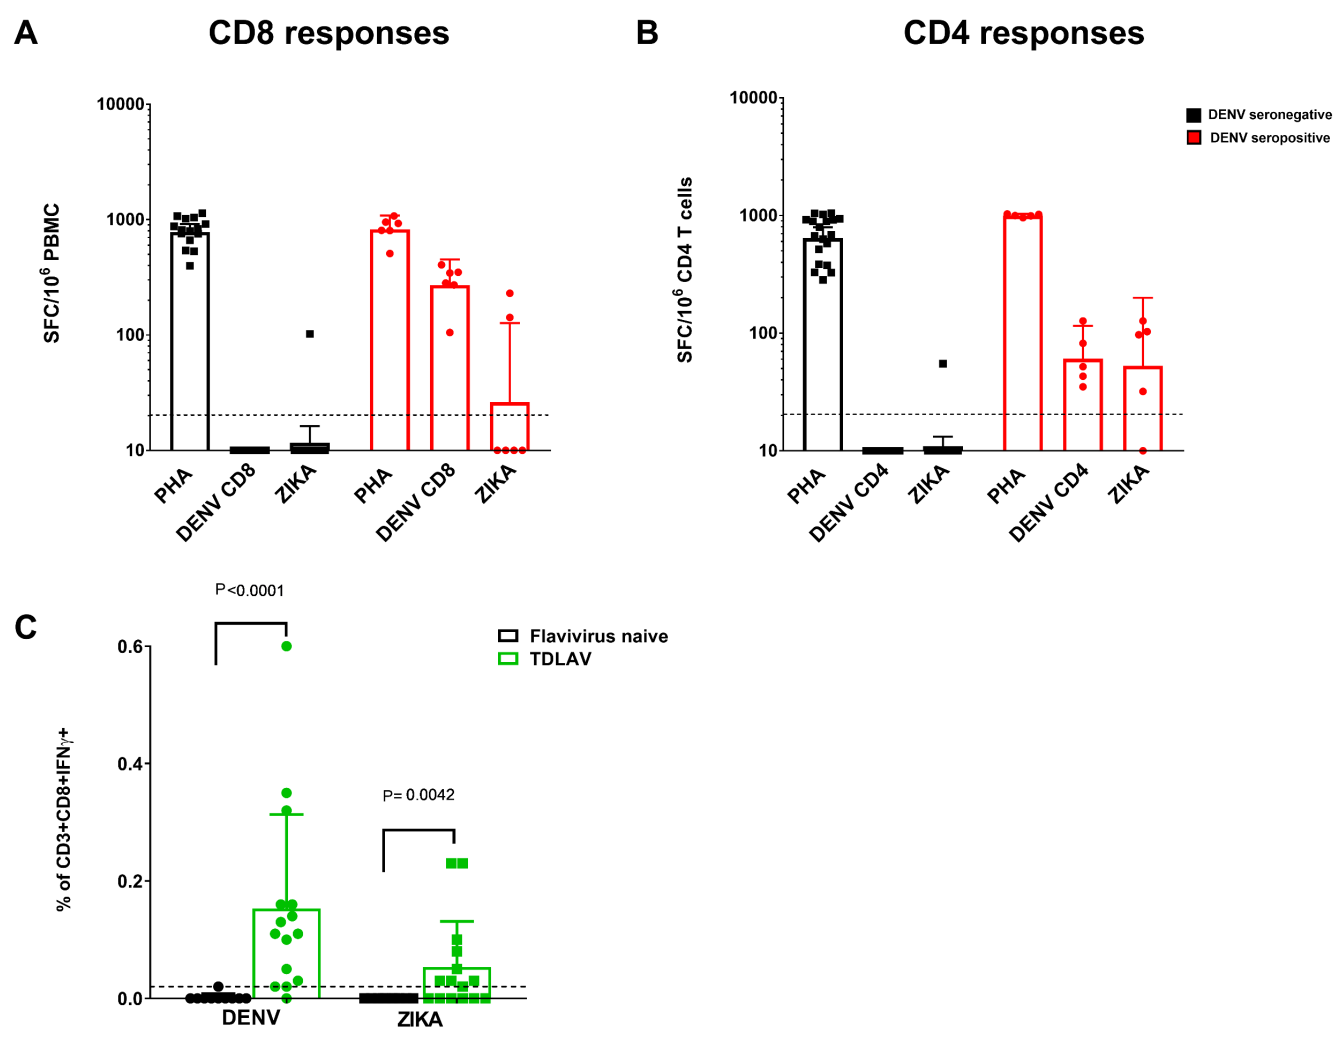 A
CD8 responses
B
CD4 responses
SFC/10⁶ PBMC
10000
1000
100
10
PHA
DENV CD8
ZIKA
PHA
DENV CD8
ZIKA
SFC/10⁶ CD4 T cells
10000
1000
100
10
PHA
DENV CD4
ZIKA
PHA
DENV CD4
ZIKA
DENV seronegative
DENV seropositive
C
% of CD3+CD8+IFNγ+
0.6
0.4
0.2
0.0
P<0.0001
P= 0.0042
DENV
ZIKA
Flavivirus naive
TDLAV